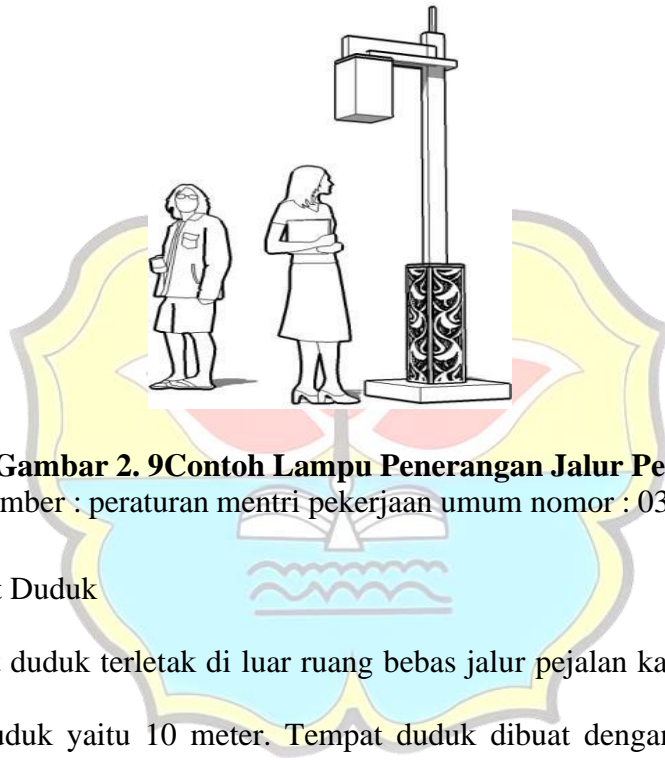 Gambar 2. 9Contoh Lampu Penerangan Jalur Pe
mber : peraturan mentri pekerjaan umum nomor : 03
t Duduk
duduk terletak di luar ruang bebas jalur pejalan ka
uduk yaitu 10 meter. Tempat duduk dibuat dengan